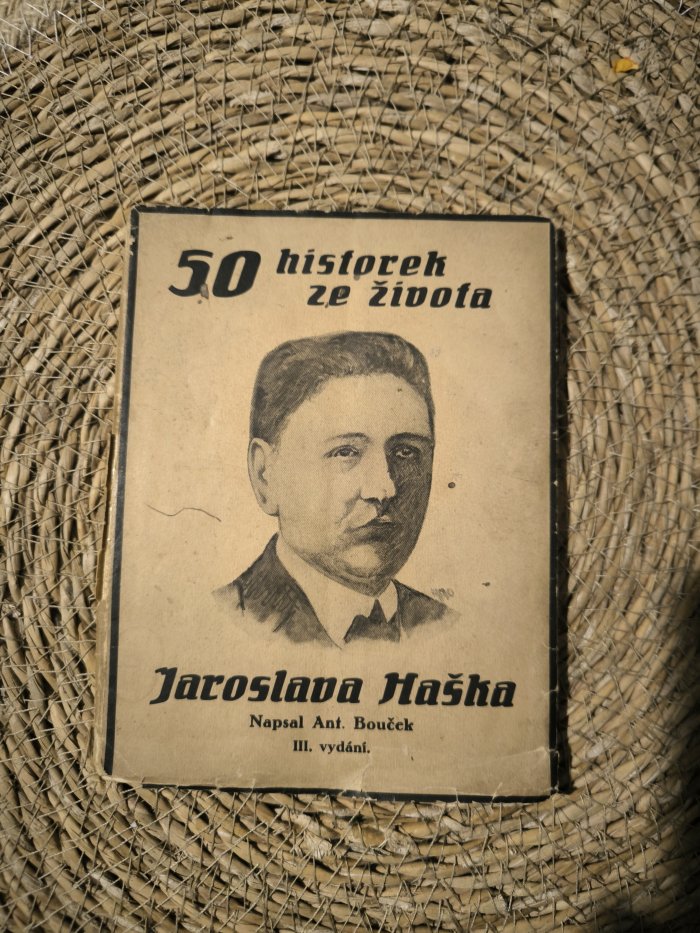 50 historek
ze života
Jaroslava Haška
Napsal Ant. Bouček
III. vydání.